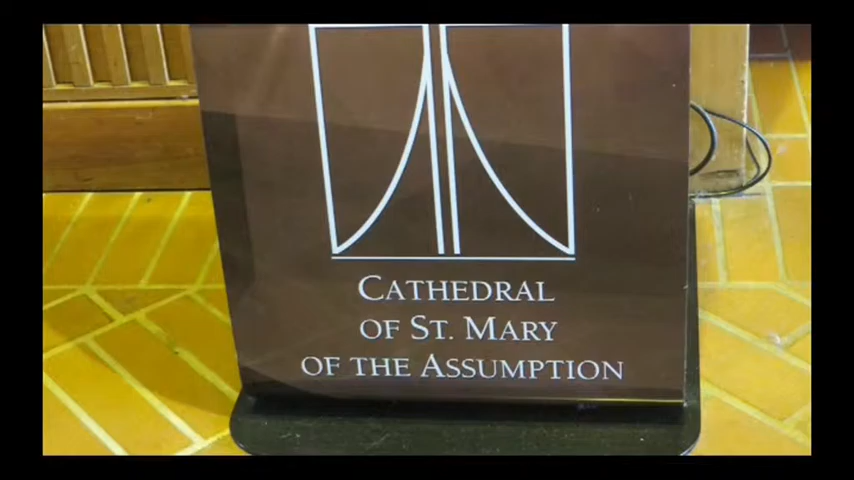 Cathedral
of St. Mary
of the Assumption